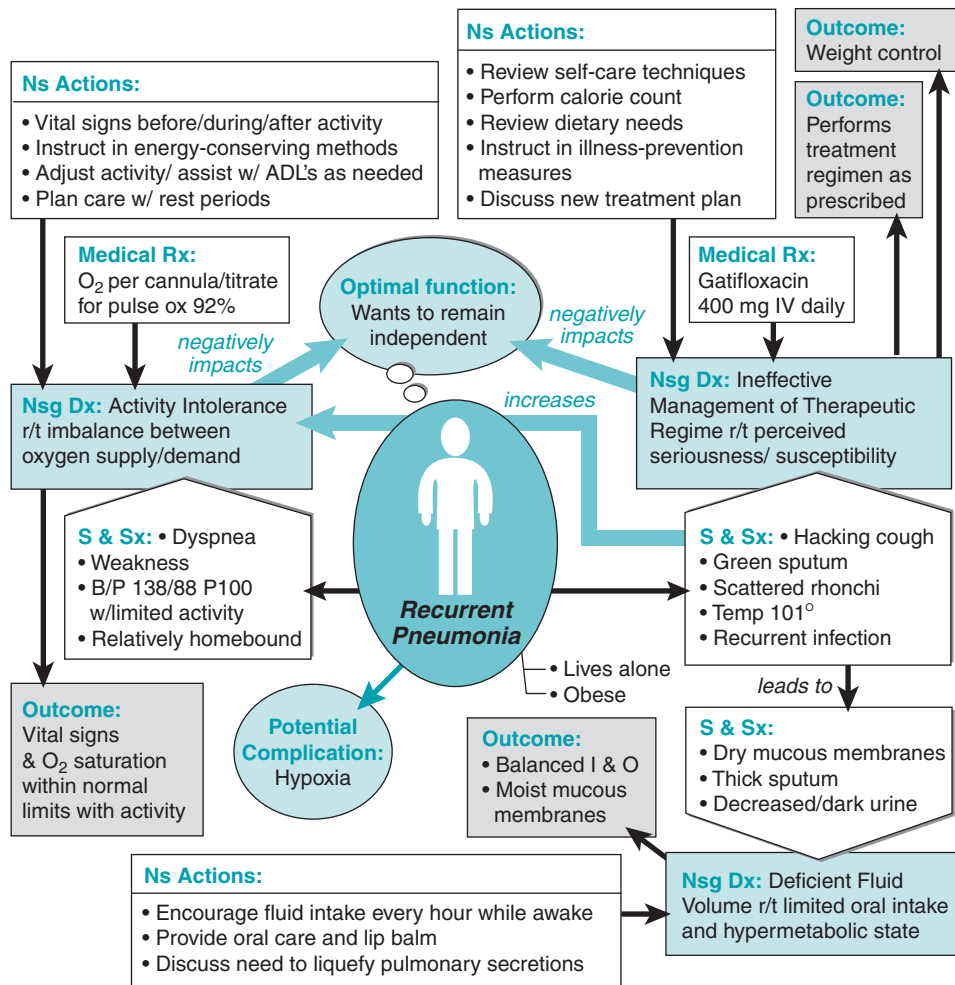 Ns Actions:
• Vital signs before/during/after activity
• Instruct in energy-conserving methods
• Adjust activity/ assist w/ ADL's as needed
• Plan care w/ rest periods
Ns Actions:
• Review self-care techniques
• Perform calorie count
• Review dietary needs
• Instruct in illness-prevention
measures
• Discuss new treatment plan
Outcome:
Weight control
Outcome:
Performs
treatment
regimen as
prescribed
Medical Rx:
O₂ per cannula/titrate
for pulse ox 92%
Optimal function:
Wants to remain
independent
Medical Rx:
Gatifloxacin
400 mg IV daily
negatively
impacts
negatively
impacts
increases
Nsg Dx: Activity Intolerance
r/t imbalance between
oxygen supply/demand
Nsg Dx: Ineffective
Management of Therapeutic
Regime r/t perceived
seriousness/ susceptibility
S & Sx: • Dyspnea
• Weakness
• B/P 138/88 P100
w/limited activity
• Relatively homebound
Recurrent
Pneumonia
• Lives alone
• Obese
S & Sx: • Hacking cough
• Green sputum
• Scattered rhonchi
• Temp 101°
• Recurrent infection
leads to
Outcome:
Vital signs
& O₂ saturation
within normal
limits with activity
Potential
Complication:
Hypoxia
Outcome:
• Balanced I & O
• Moist mucous
membranes
S & Sx:
• Dry mucous membranes
• Thick sputum
• Decreased/dark urine
Ns Actions:
• Encourage fluid intake every hour while awake
• Provide oral care and lip balm
• Discuss need to liquefy pulmonary secretions
Nsg Dx: Deficient Fluid
Volume r/t limited oral intake
and hypermetabolic state